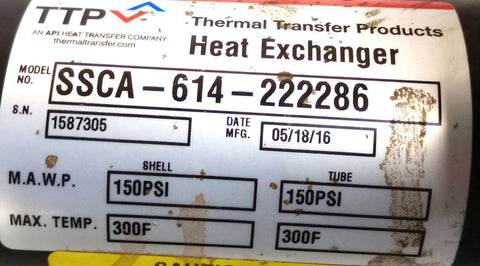 TTP
AN API HEAT TRANSFER COMPANY
thermaltransfer.com
Thermal Transfer Products
Heat Exchanger
MODEL NO. SSCA-614-222286
S.N. 1587305
DATE MFG. 05/18/16
SHELL TUBE
M.A.W.P. 150PSI 150PSI
MAX. TEMP. 300F 300F